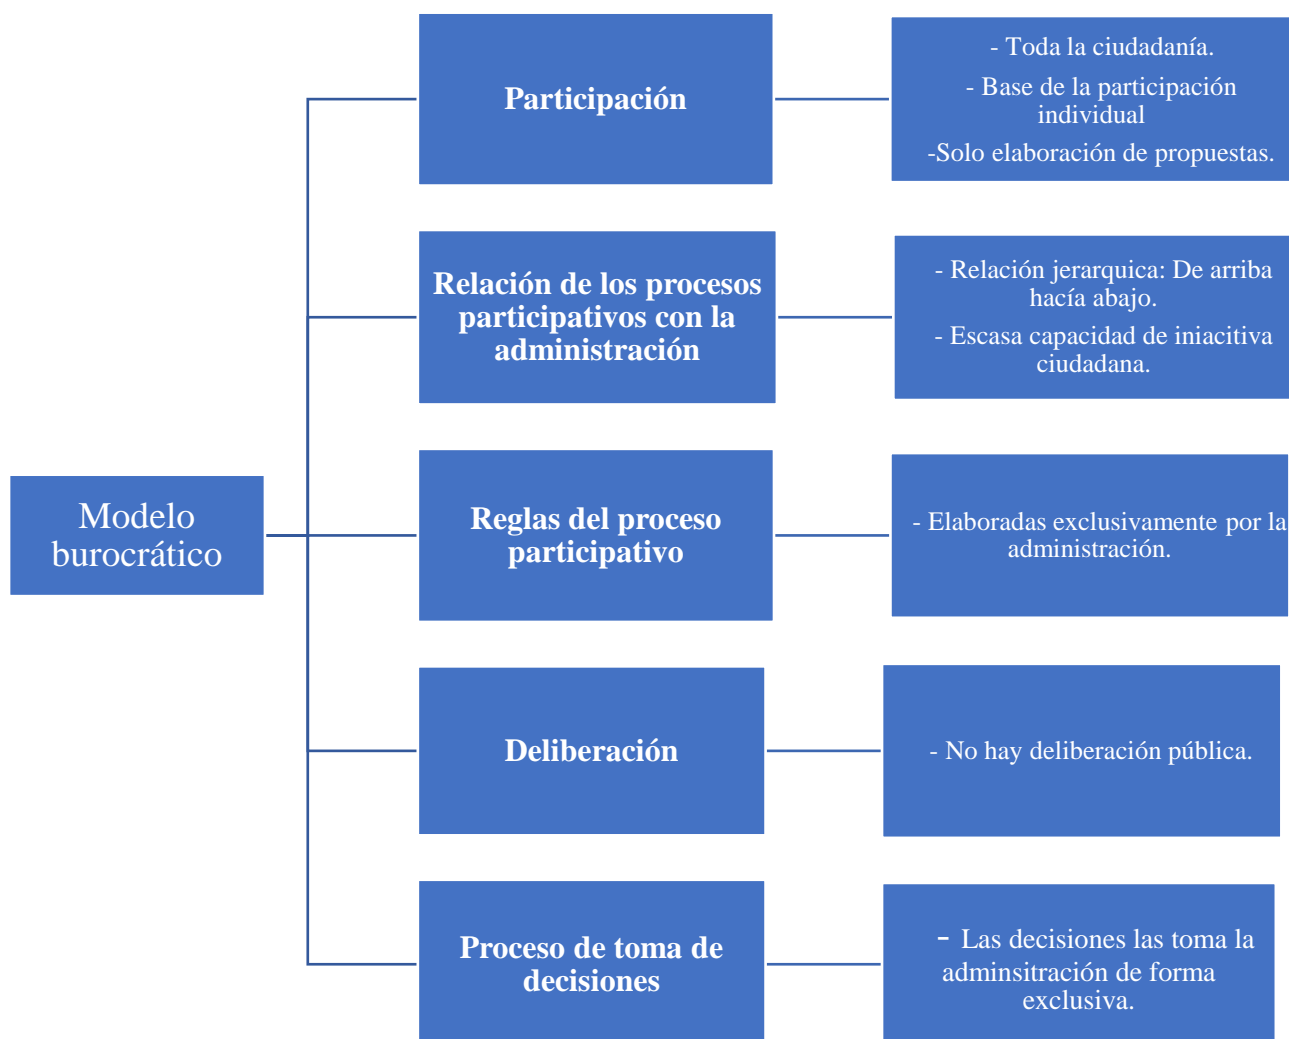 Modelo
burocrático
Participación
- Toda la ciudadanía.
- Base de la participación
individual
-Solo elaboración de propuestas.
Relación de los procesos
participativos con la
administración
- Relación jerarquica: De arriba
hacía abajo.
- Escasa capacidad de iniacitiva
ciudadana.
Reglas del proceso
participativo
- Elaboradas exclusivamente por la
administración.
Deliberación
- No hay deliberación pública.
Proceso de toma de
decisiones
- Las decisiones las toma la
adminsitración de forma
exclusiva.